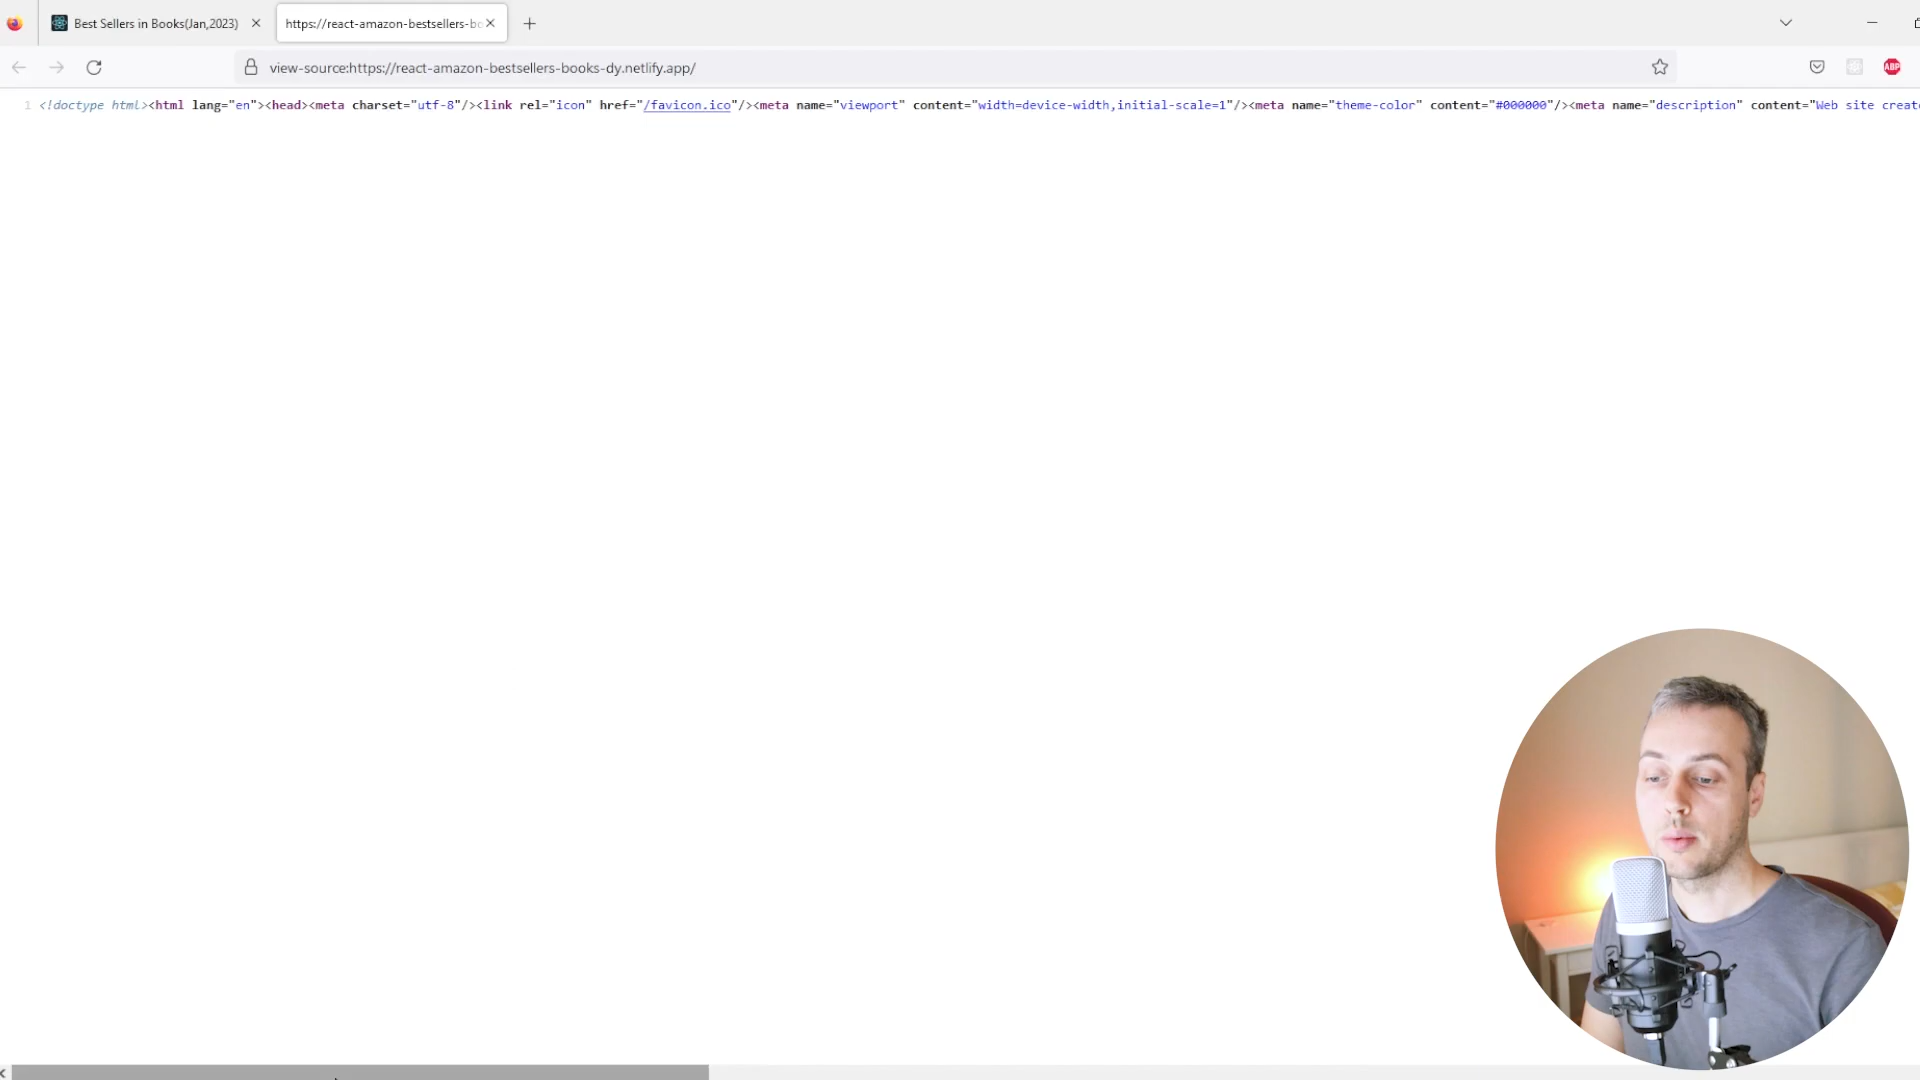 Best Sellers in Books(Jan,2023)
https://react-amazon-bestsellers-bo
view-source:https://react-amazon-bestsellers-books-dy.netlify.app/
ABP
1 <!doctype html><html lang="en"><head><meta charset="utf-8"/><link rel="icon" href="/favicon.ico"/><meta name="viewport" content="width=device-width,initial-scale=1"/><meta name="theme-color" content="#000000"/><meta name="description" content="Web site creat